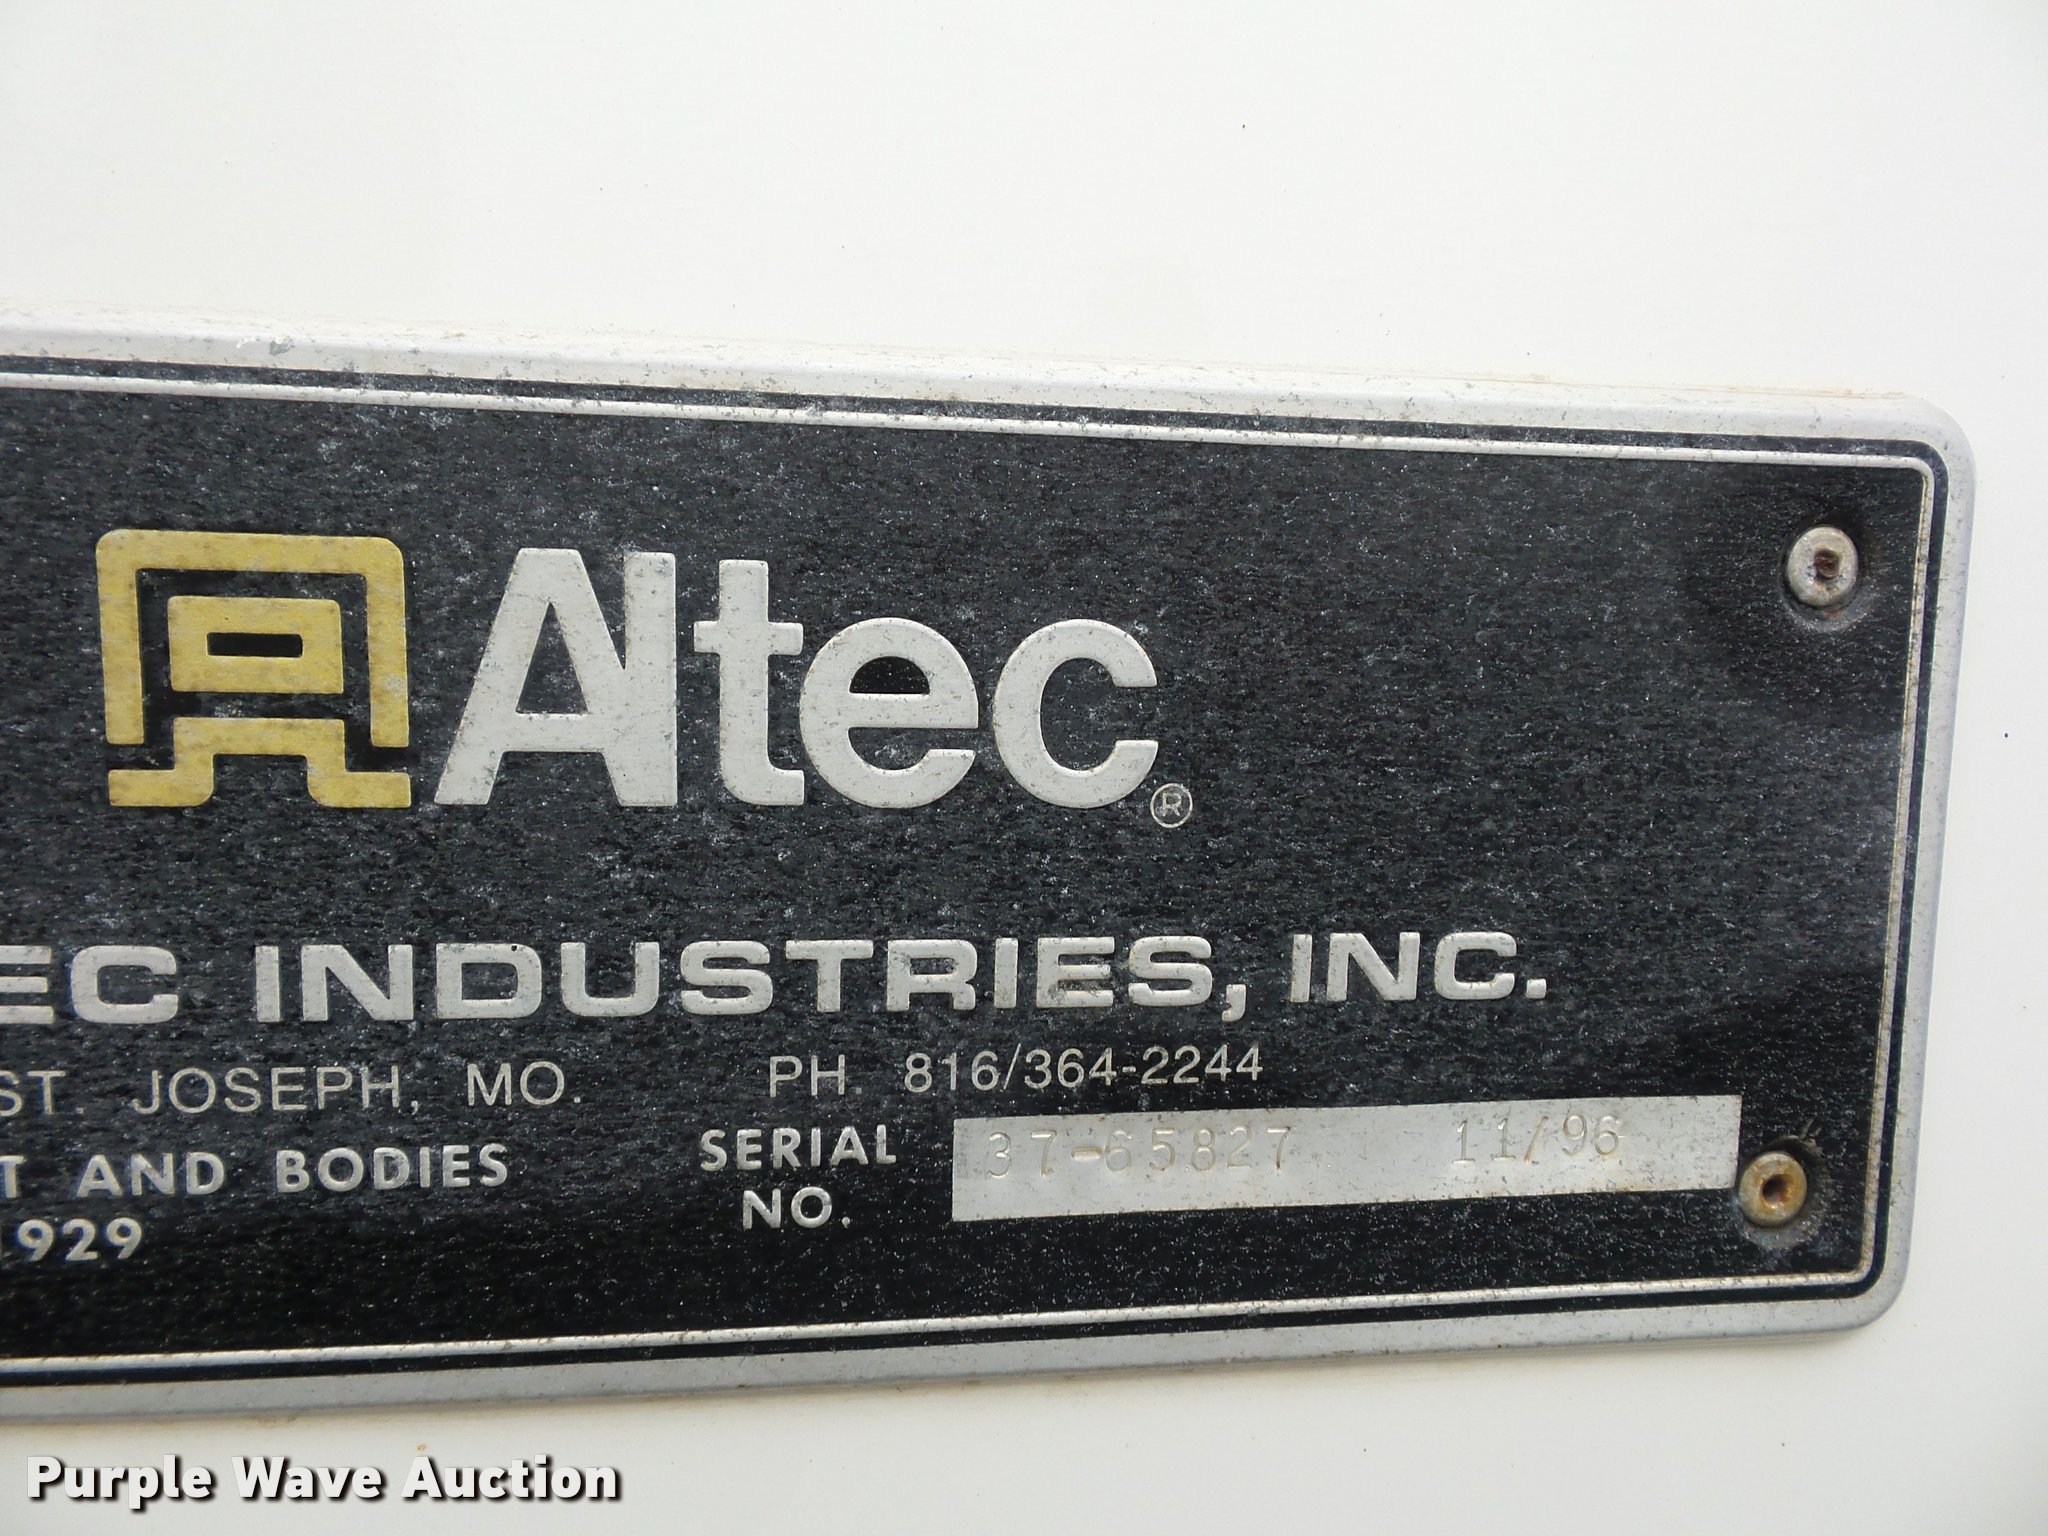 Altec®
EC INDUSTRIES, INC.
ST. JOSEPH, MO. PH. 816/364-2244
T AND BODIES SERIAL NO. 37-65827 11/96
1929
Purple Wave Auction